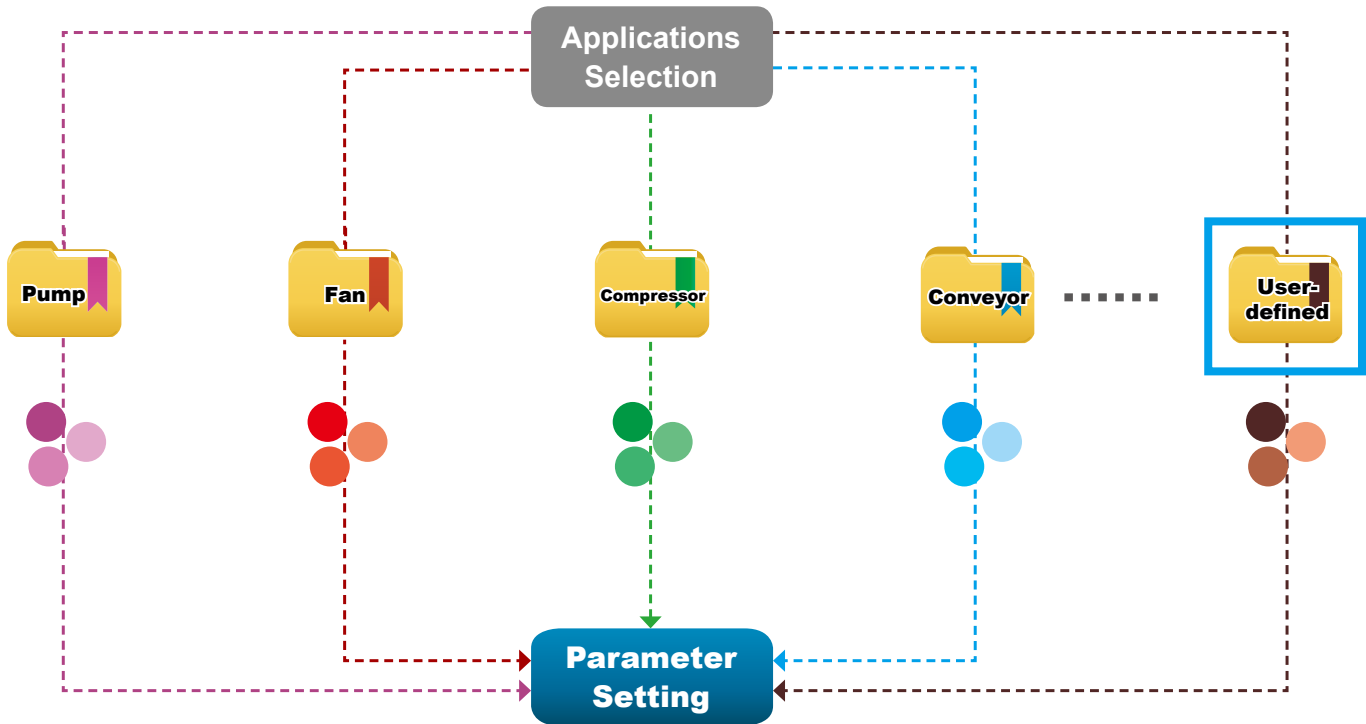 Applications
Selection
Pump
Fan
Compressor
Conveyor
User-
defined
Parameter
Setting